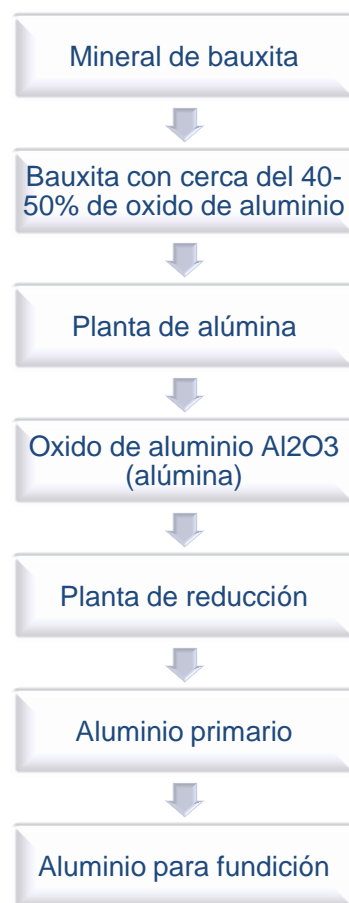 Mineral de bauxita
Bauxita con cerca del 40-
50% de oxido de aluminio
Planta de alúmina
Oxido de aluminio Al2O3
(alúmina)
Planta de reducción
Aluminio primario
Aluminio para fundición